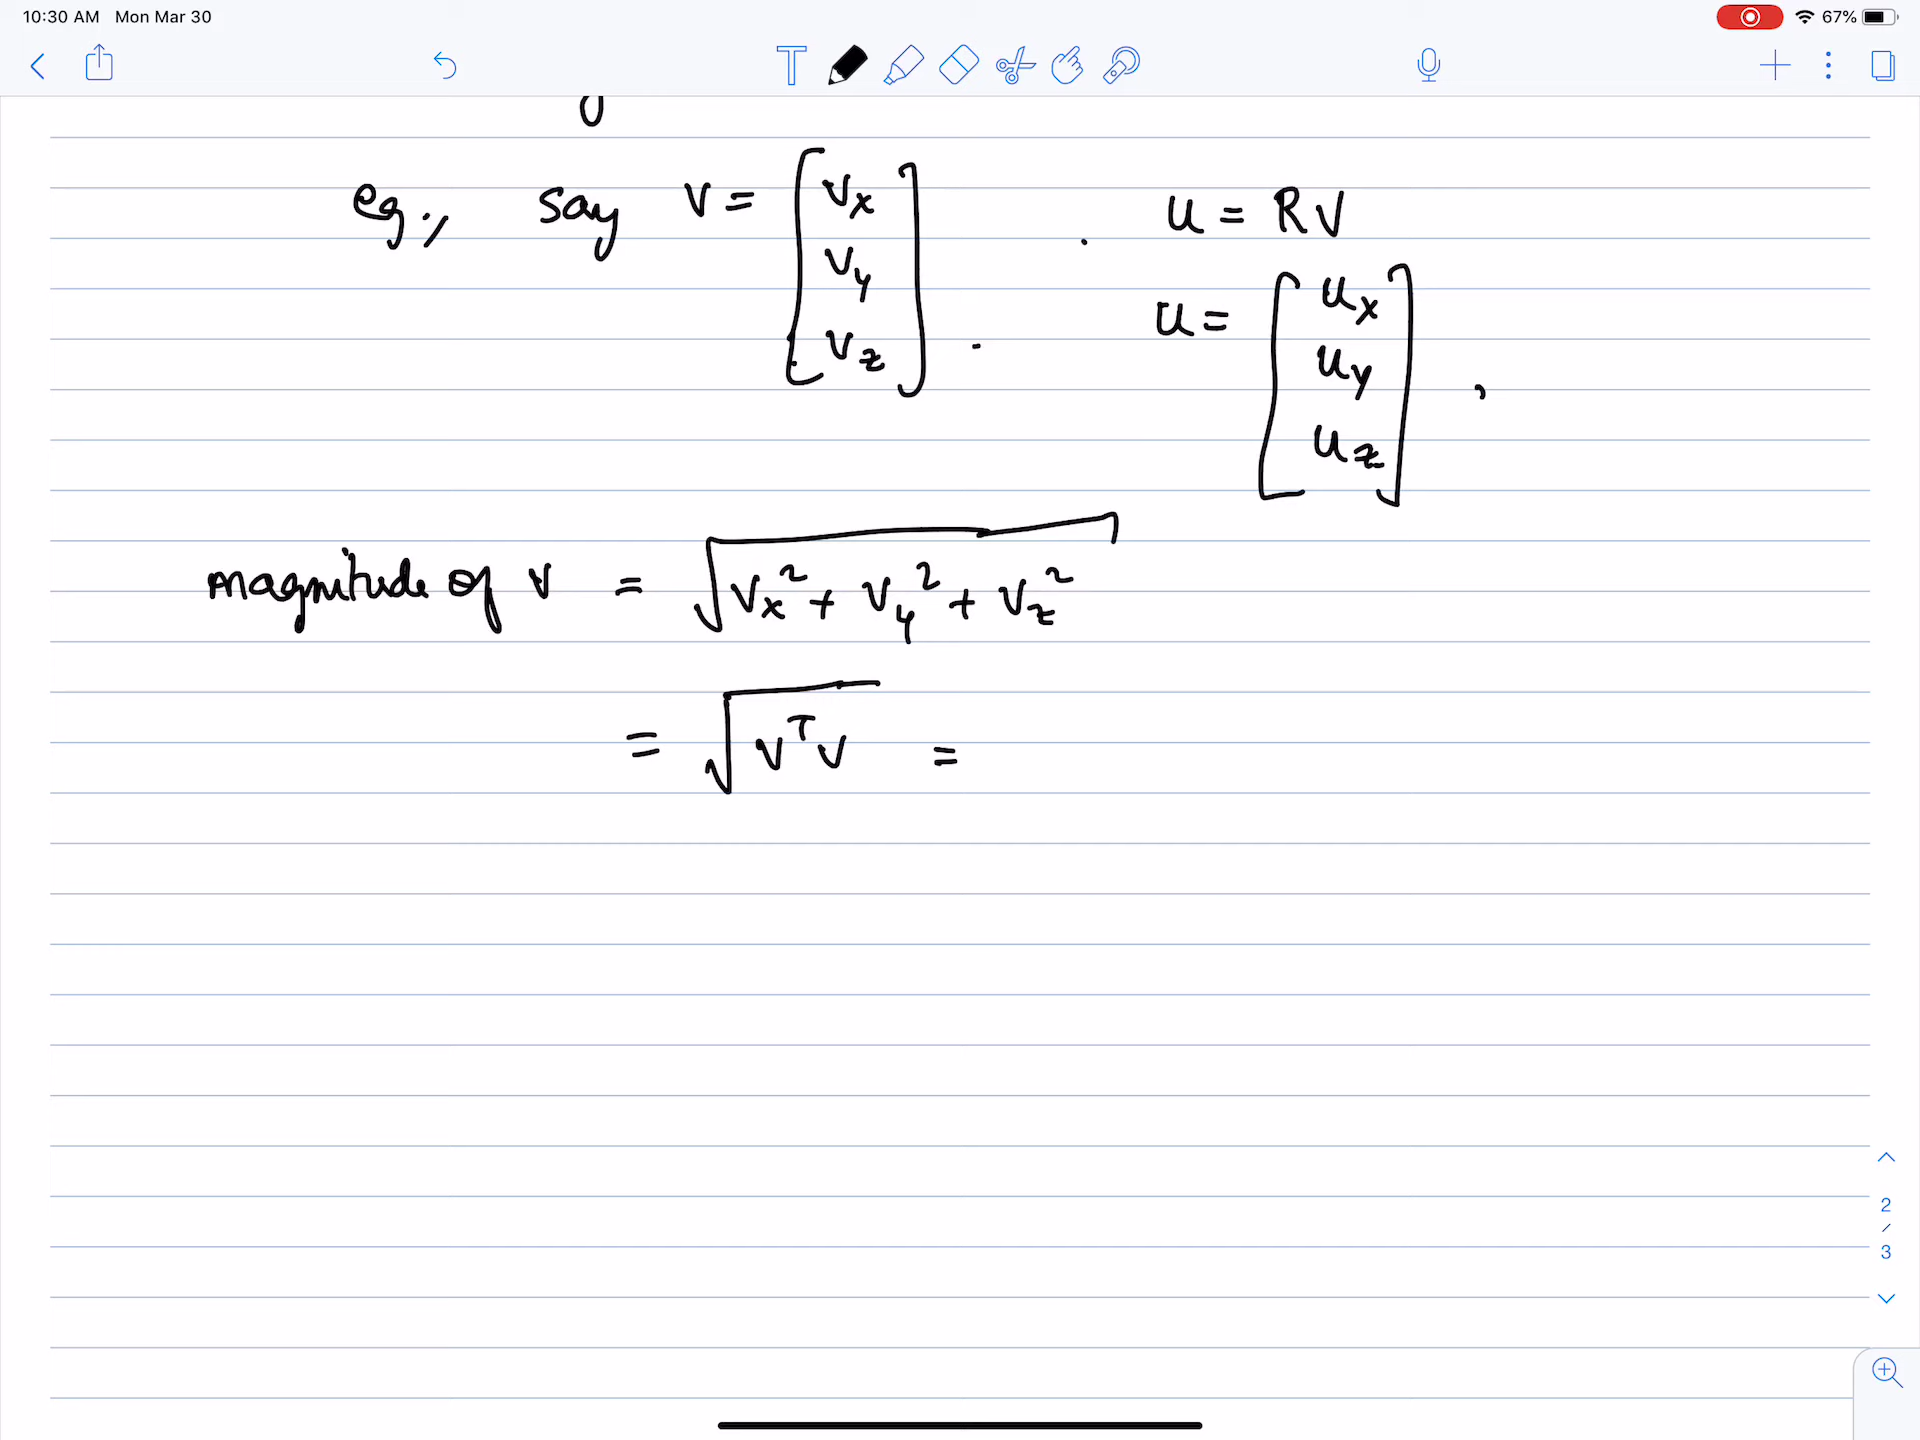 10:30 AM Mon Mar 30 67%
eg., say v = [ vx vy vz ] . u = RV
u = [ ux uy uz ] ,
magnitude of v = √(vx² + vy² + vz²)
= √(vᵀv) =
2
/
3